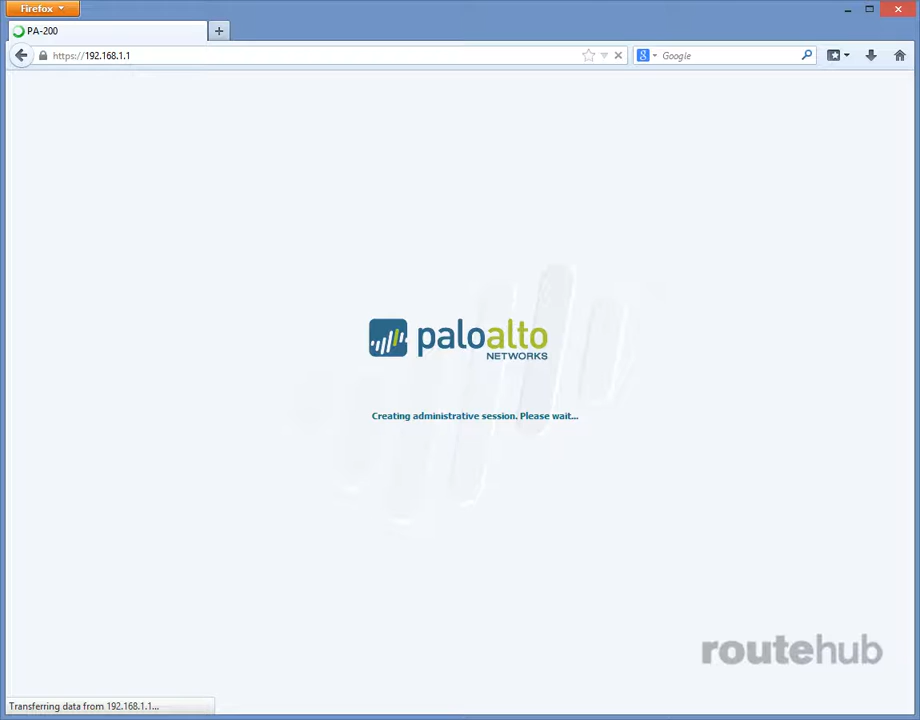 Firefox
PA-200
https://192.168.1.1
Google
paloalto
NETWORKS
Creating administrative session. Please wait...
routehub
Transferring data from 192.168.1.1...